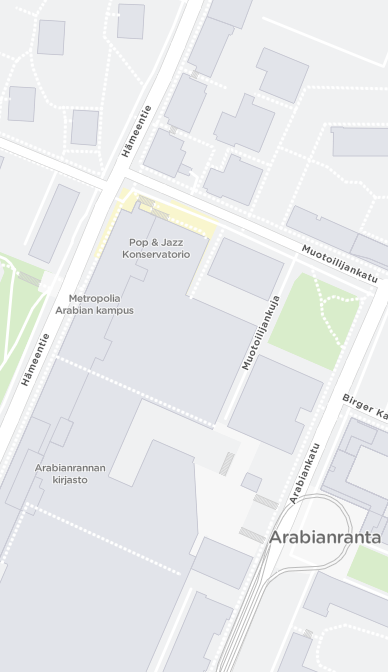 Hämeentie
Pop & Jazz
Konservatorio
Muotoilijankatu
Metropolia
Arabian kampus
Muotoilijankuja
Hämeentie
Birger Ka
Arabiankatu
Arabianrannan
kirjasto
Arabianranta